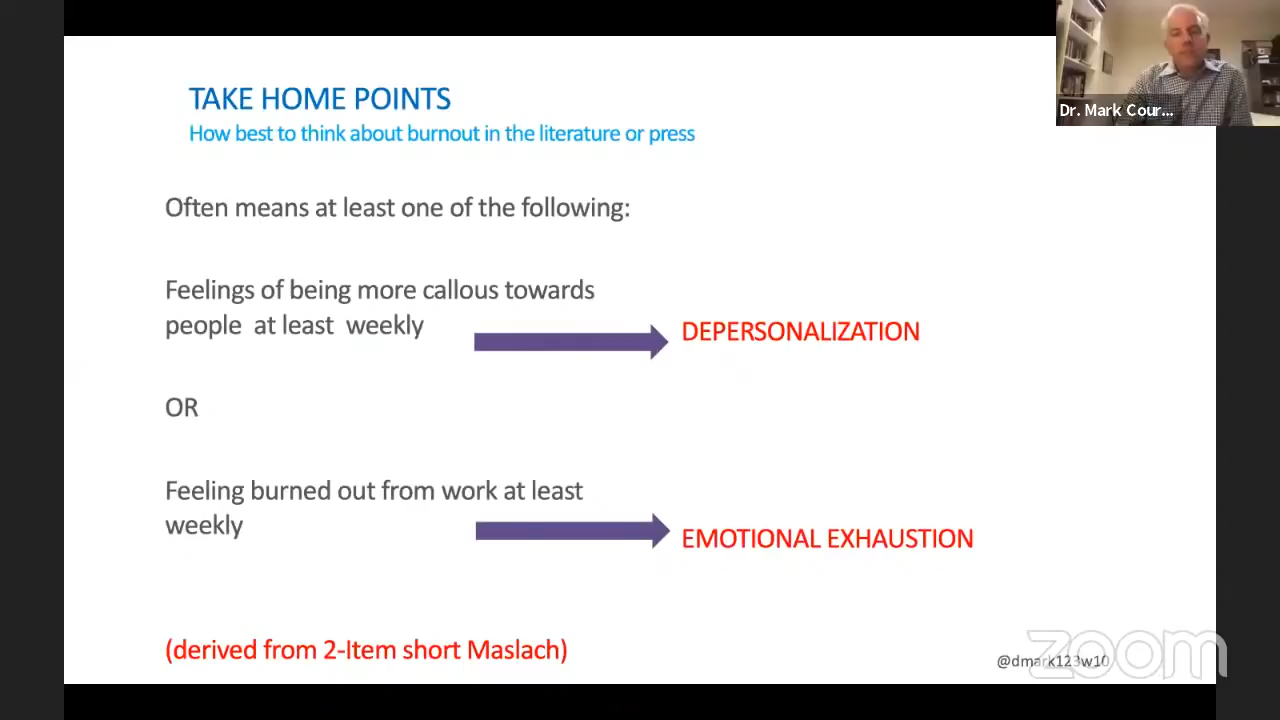 TAKE HOME POINTS
How best to think about burnout in the literature or press
Dr. Mark Cour...
Often means at least one of the following:
Feelings of being more callous towards
people at least weekly
DEPERSONALIZATION
OR
Feeling burned out from work at least
weekly
EMOTIONAL EXHAUSTION
(derived from 2-Item short Maslach)
@dmark123w10
zoom